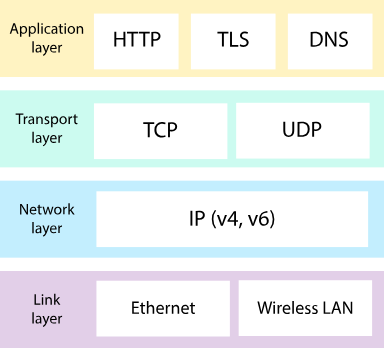 Application
layer
HTTP
TLS
DNS
Transport
layer
TCP
UDP
Network
layer
IP (v4, v6)
Link
layer
Ethernet
Wireless LAN